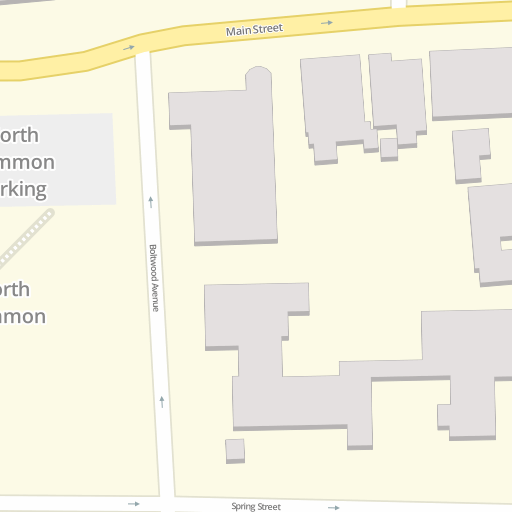 Main Street
orth
mmon
rking
Boltwood Avenue
orth
mmon
Spring Street